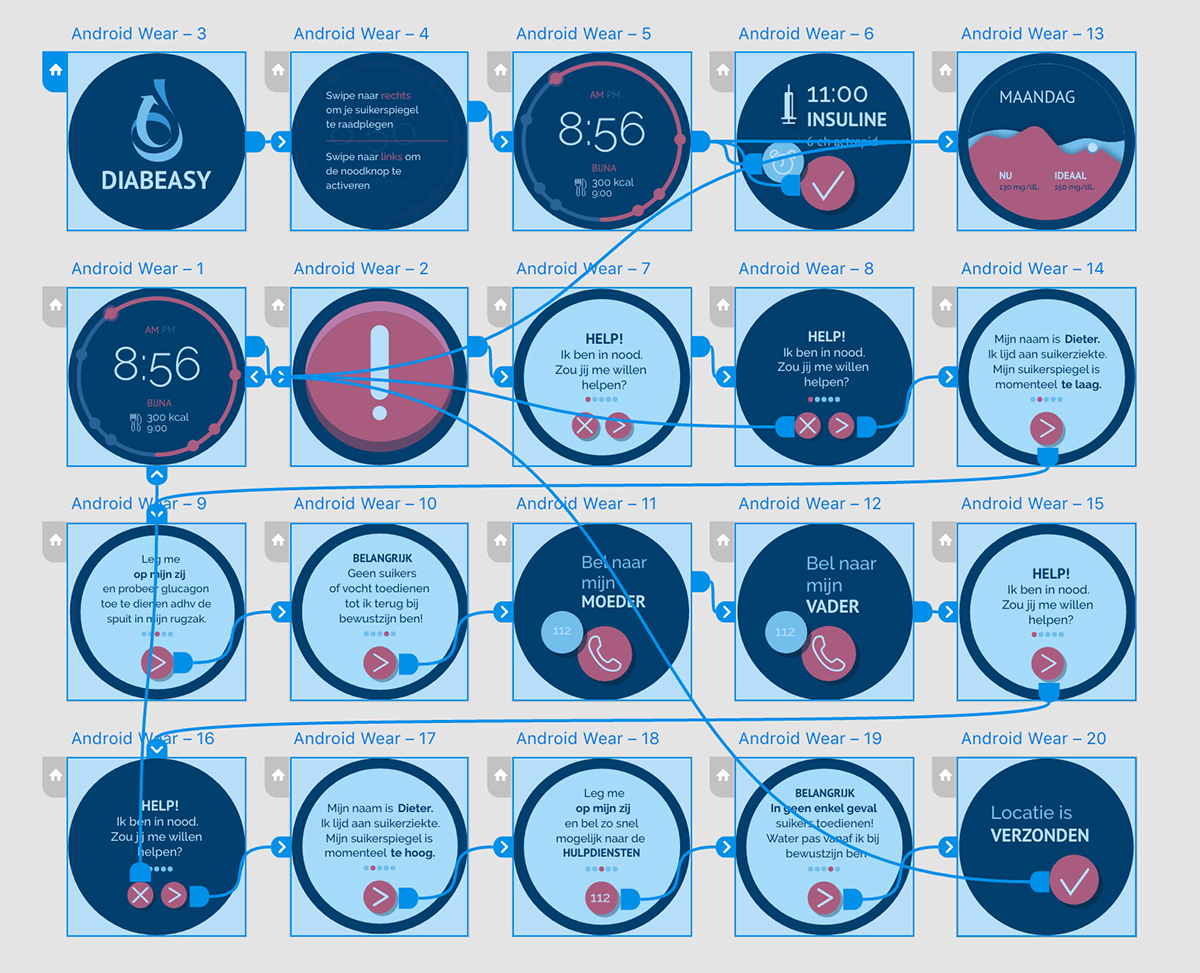 Android Wear – 3
DIABEASY
Android Wear – 4
Swipe naar rechts
om je suikerspiegel
te raadplegen
Swipe naar links om
de noodknop te
activeren
Android Wear – 5
AM PM
8:56
BIJNA
300 kcal
9:00
Android Wear – 6
11:00
INSULINE
Android Wear – 13
MAANDAG
NU
130 mg/dL
IDEAAL
150 mg/dL
Android Wear – 1
AM PM
8:56
BIJNA
300 kcal
9:00
Android Wear – 2
Android Wear – 7
HELP!
Ik ben in nood.
Zou jij me willen
helpen?
Android Wear – 8
HELP!
Ik ben in nood.
Zou jij me willen
helpen?
Android Wear – 14
Mijn naam is Dieter.
Ik lijd aan suikerziekte.
Mijn suikerspiegel is
momenteel te laag.
Android Wear – 9
Leg me
op mijn zij
en probeer glucagon
toe te dienen adhv de
spuit in mijn rugzak.
Android Wear – 10
BELANGRIJK
Geen suikers
of vocht toedienen
tot ik terug bij
bewustzijn ben!
Android Wear – 11
Bel naar
mijn
MOEDER
112
Android Wear – 12
Bel naar
mijn
VADER
112
Android Wear – 15
HELP!
Ik ben in nood.
Zou jij me willen
helpen?
Android Wear – 16
HELP!
Ik ben in nood.
Zou jij me willen
helpen?
Android Wear – 17
Mijn naam is Dieter.
Ik lijd aan suikerziekte.
Mijn suikerspiegel is
momenteel te hoog.
Android Wear – 18
Leg me
op mijn zij
en bel zo snel
mogelijk naar de
HULPDIENSTEN
112
Android Wear – 19
BELANGRIJK
In geen enkel geval
suikers toedienen!
Water pas vanaf ik bij
bewustzijn ben
Android Wear – 20
Locatie is
VERZONDEN